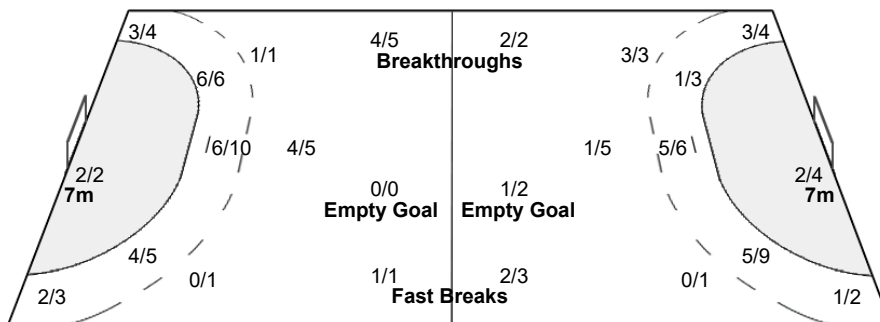 3/4 4/5 2/2 3/4
1/1 3/3
Breakthroughs
6/6 1/3
6/10 4/5 1/5 5/6
2/2 2/4
7m 7m
0/0 1/2
Empty Goal Empty Goal
4/5 5/9
0/1 1/1 2/3 0/1
2/3 Fast Breaks 1/2